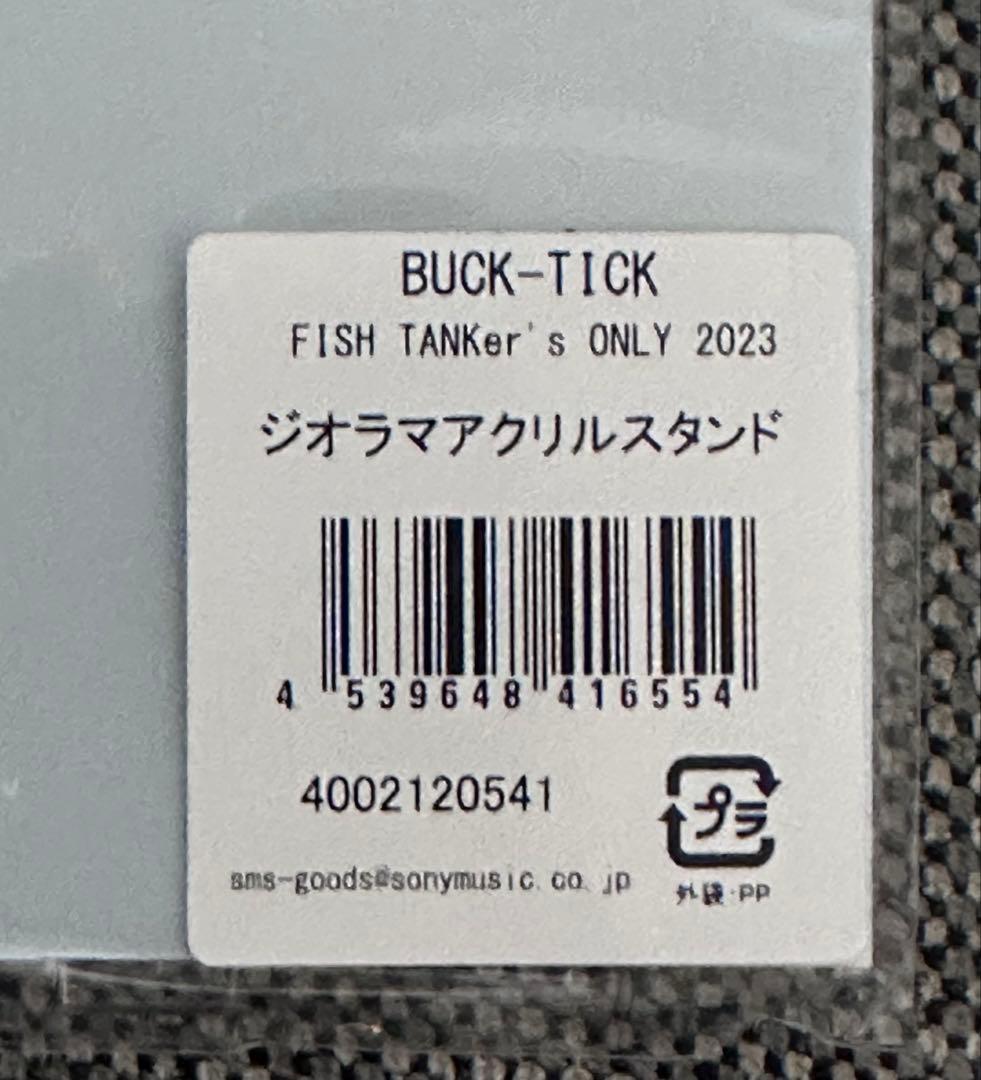 BUCK-TICK
FISH TANKer's ONLY 2023
ジオラマアクリルスタンド
4 539648 416554
4002120541
プラ
sms-goods@sonymusic.co.jp
外袋・PP